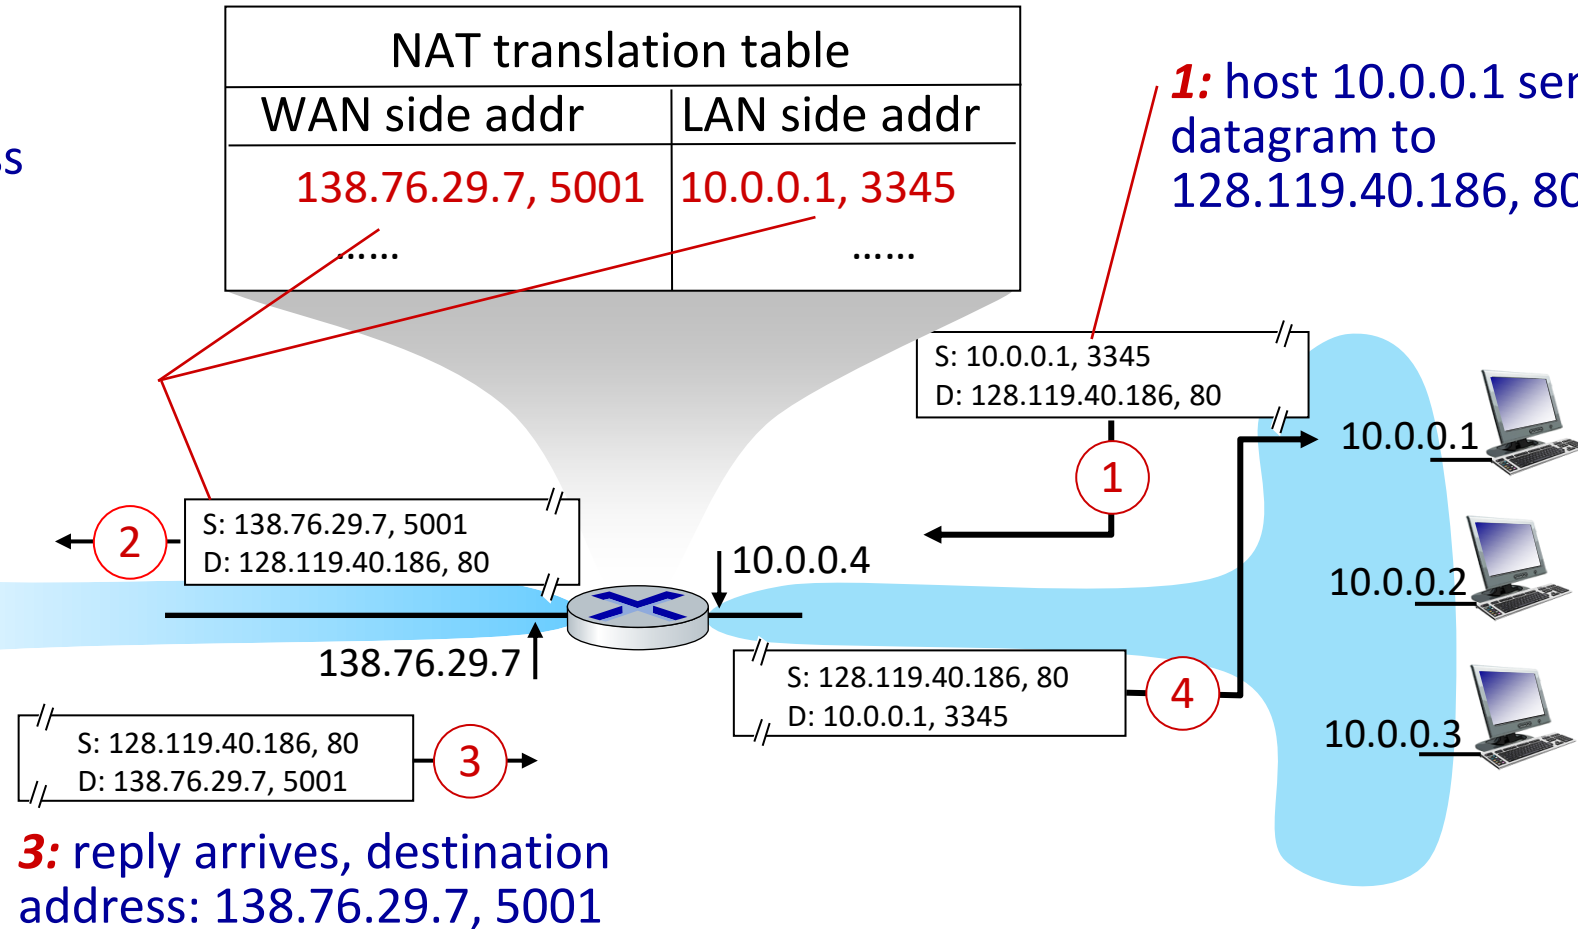 NAT translation table
WAN side addr LAN side addr
138.76.29.7, 5001 10.0.0.1, 3345
...... ......
1: host 10.0.0.1
datagram to
128.119.40.186, 80
S: 10.0.0.1, 3345
D: 128.119.40.186, 80
1
10.0.0.1
2
S: 138.76.29.7, 5001
D: 128.119.40.186, 80
10.0.0.4
10.0.0.2
138.76.29.7
S: 128.119.40.186, 80
D: 10.0.0.1, 3345
4
10.0.0.3
S: 128.119.40.186, 80
D: 138.76.29.7, 5001
3
3: reply arrives, destination
address: 138.76.29.7, 5001